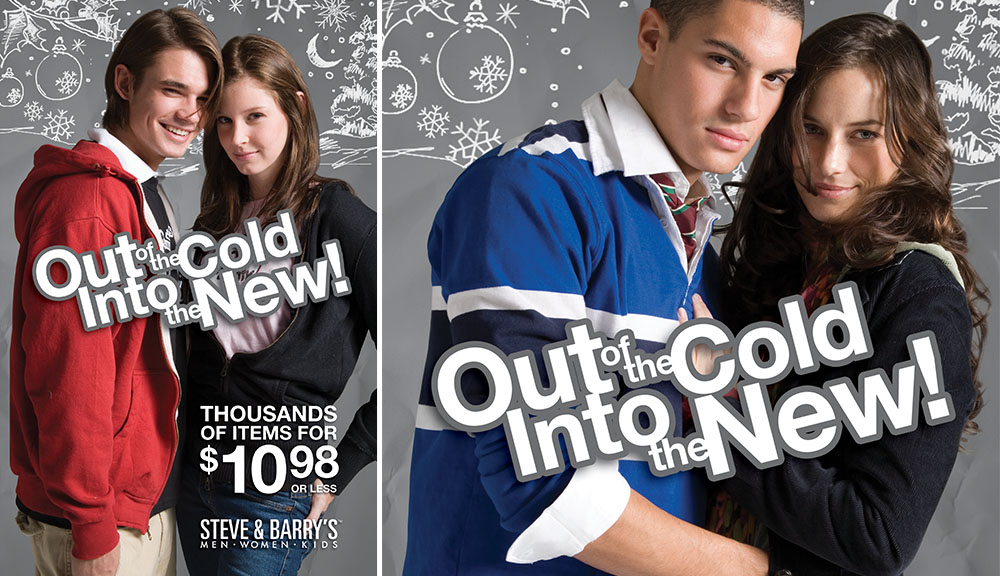 Out of the Cold
Into the New!
THOUSANDS
OF ITEMS FOR
$10.98
OR LESS
STEVE & BARRY'S™
MEN · WOMEN · KIDS
Out of the Cold
Into the New!